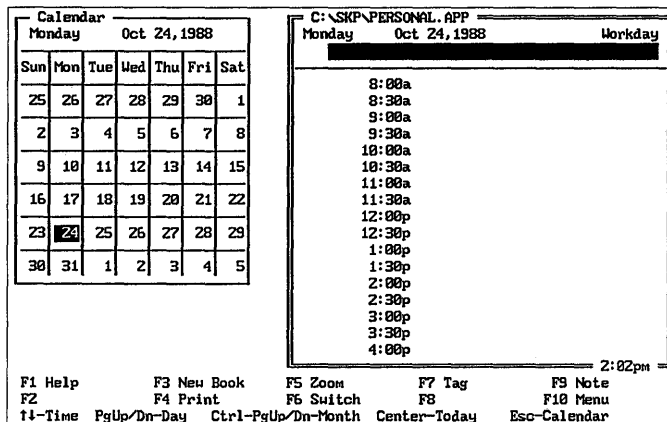 Calendar
Monday Oct 24,1988
Sun Mon Tue Wed Thu Fri Sat
25 26 27 28 29 30 1
2 3 4 5 6 7 8
9 10 11 12 13 14 15
16 17 18 19 20 21 22
23 24 25 26 27 28 29
30 31 1 2 3 4 5
C:\SKP\PERSONAL.APP
Monday Oct 24,1988 Workday
8:00a
8:30a
9:00a
9:30a
10:00a
10:30a
11:00a
11:30a
12:00p
12:30p
1:00p
1:30p
2:00p
2:30p
3:00p
3:30p
4:00p
2:02pm
F1 Help F3 New Book F5 Zoom F7 Tag F9 Note
F2 F4 Print F6 Switch F8 F10 Menu
↑↓-Time PgUp/Dn-Day Ctrl-PgUp/Dn-Month Center-Today Esc-Calendar